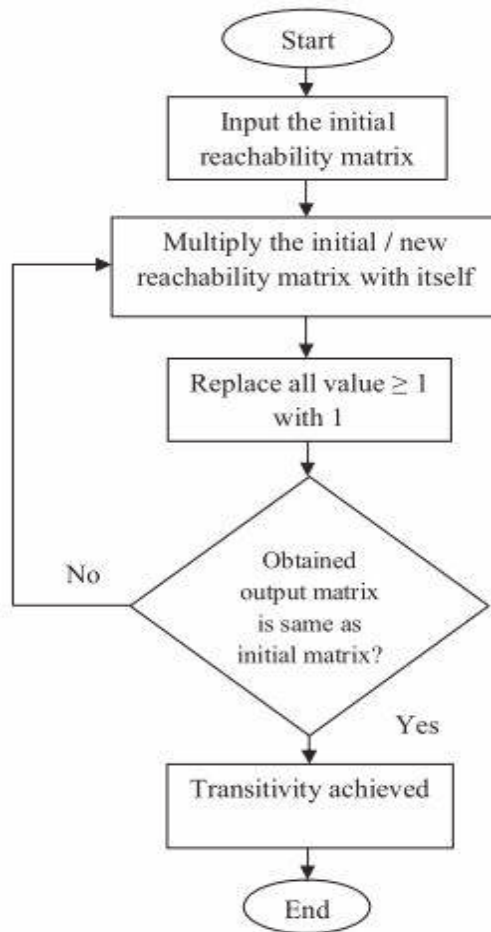 Start
Input the initial
reachability matrix
Multiply the initial / new
reachability matrix with itself
Replace all value ≥ 1
with 1
Obtained
output matrix
is same as
initial matrix?
No
Yes
Transitivity achieved
End